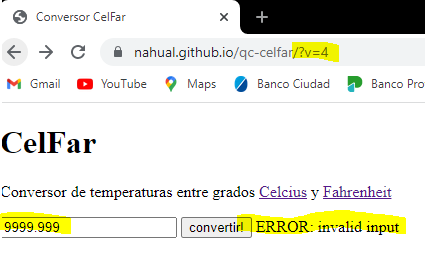 Conversor CelFar
nahual.github.io/qc-celfar/?v=4
Gmail YouTube Maps Banco Ciudad Banco Pro
CelFar
Conversor de temperaturas entre grados Celcius y Fahrenheit
9999.999 convertir! ERROR: invalid input